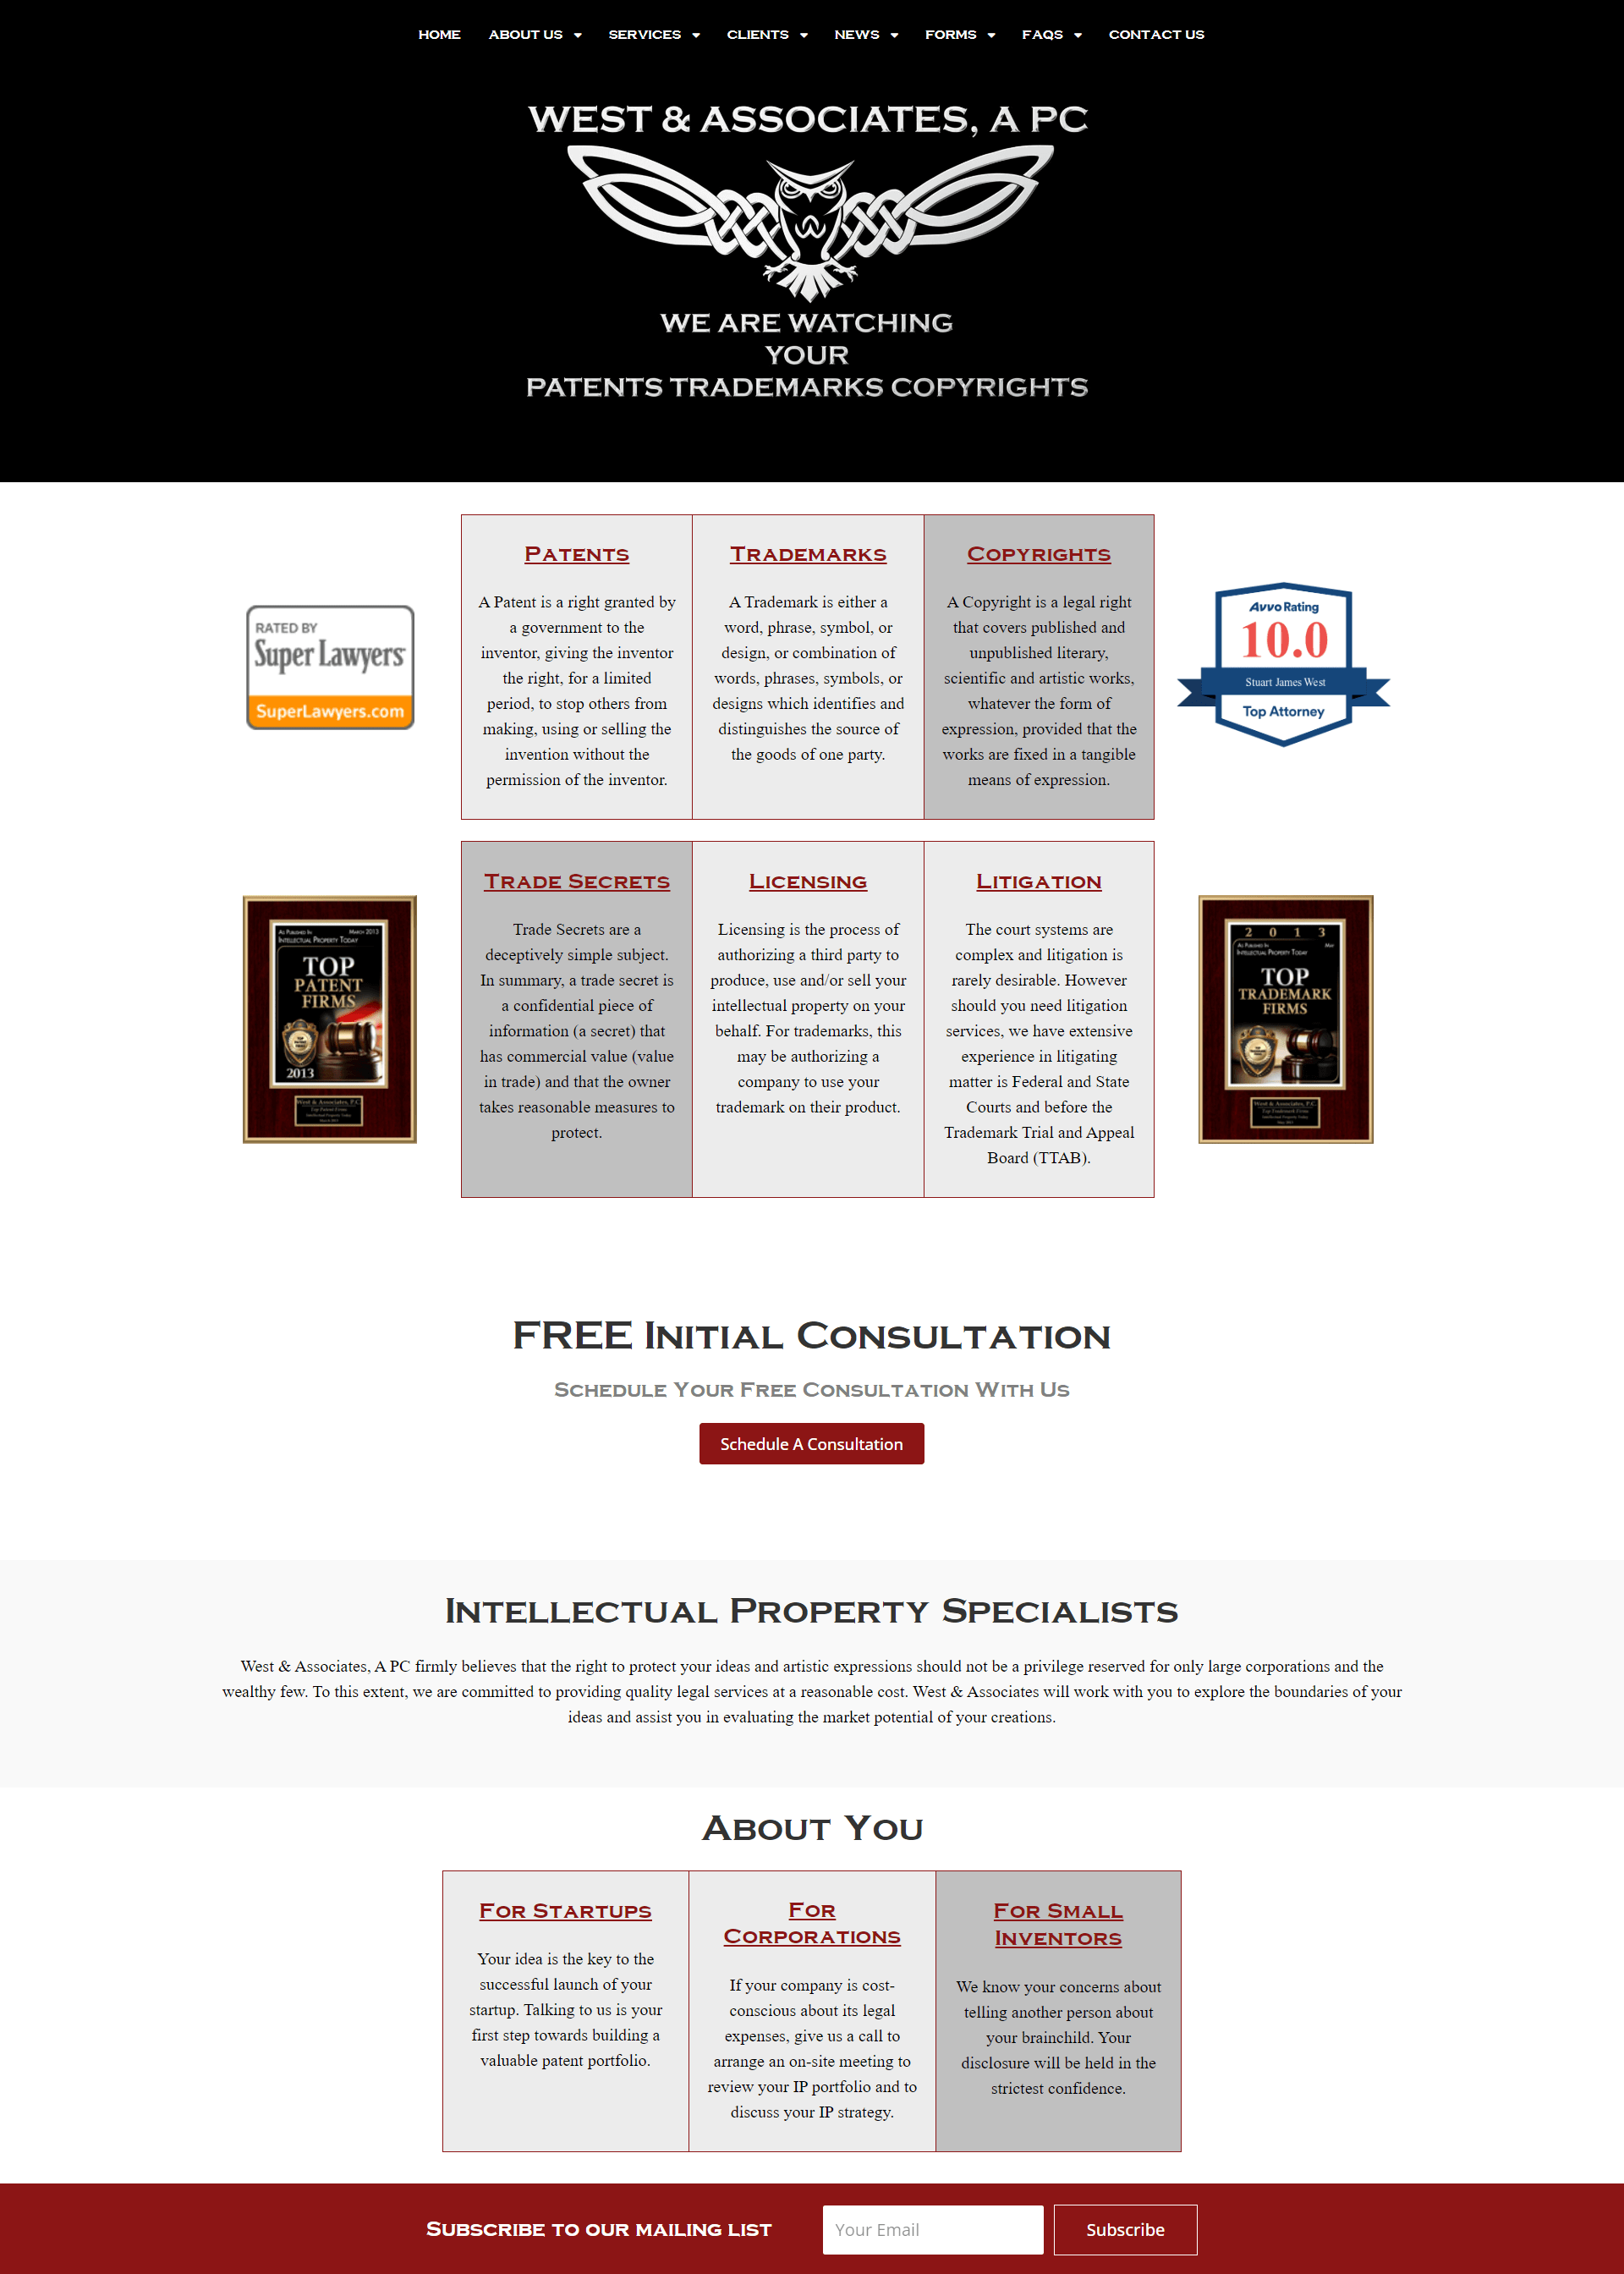 HOME ABOUT US SERVICES CLIENTS NEWS FORMS FAQS CONTACT US
WEST & ASSOCIATES, A PC
WE ARE WATCHING
YOUR
PATENTS TRADEMARKS COPYRIGHTS
RATED BY
Super Lawyers
SuperLawyers.com
Patents
A Patent is a right granted by
a government to the
inventor, giving the inventor
the right, for a limited
period, to stop others from
making, using or selling the
invention without the
permission of the inventor.
Trademarks
A Trademark is either a
word, phrase, symbol, or
design, or combination of
words, phrases, symbols, or
designs which identifies and
distinguishes the source of
the goods of one party.
Copyrights
A Copyright is a legal right
that covers published and
unpublished literary,
scientific and artistic works,
whatever the form of
expression, provided that the
works are fixed in a tangible
means of expression.
Avvo Rating
10.0
Stuart James West
Top Attorney
As Published In March 2013
Intellectual Property Today
TOP
PATENT
FIRMS
2013
West & Associates, P.C.
Top Patent Firms
Intellectual Property Today
March 2013
Trade Secrets
Trade Secrets are a
deceptively simple subject.
In summary, a trade secret is
a confidential piece of
information (a secret) that
has commercial value (value
in trade) and that the owner
takes reasonable measures to
protect.
Licensing
Licensing is the process of
authorizing a third party to
produce, use and/or sell your
intellectual property on your
behalf. For trademarks, this
may be authorizing a
company to use your
trademark on their product.
Litigation
The court systems are
complex and litigation is
rarely desirable. However
should you need litigation
services, we have extensive
experience in litigating
matter is Federal and State
Courts and before the
Trademark Trial and Appeal
Board (TTAB).
2013
As Published In May
Intellectual Property Today
TOP
TRADEMARK
FIRMS
West & Associates, P.C.
Top Trademark Firms
Intellectual Property Today
FREE Initial Consultation
Schedule Your Free Consultation With Us
Schedule A Consultation
Intellectual Property Specialists
West & Associates, A PC firmly believes that the right to protect your ideas and artistic expressions should not be a privilege reserved for only large corporations and the
wealthy few. To this extent, we are committed to providing quality legal services at a reasonable cost. West & Associates will work with you to explore the boundaries of your
ideas and assist you in evaluating the market potential of your creations.
About You
For Startups
Your idea is the key to the
successful launch of your
startup. Talking to us is your
first step towards building a
valuable patent portfolio.
For
Corporations
If your company is cost-
conscious about its legal
expenses, give us a call to
arrange an on-site meeting to
review your IP portfolio and to
discuss your IP strategy.
For Small
Inventors
We know your concerns about
telling another person about
your brainchild. Your
disclosure will be held in the
strictest confidence.
Subscribe to our mailing list Your Email Subscribe